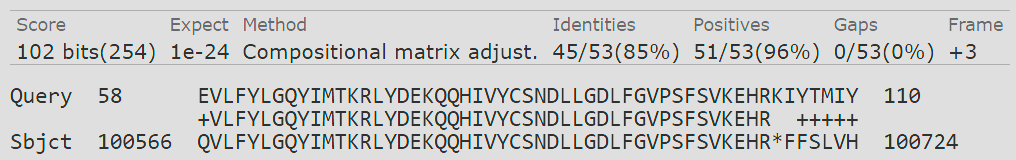 Score Expect Method Identities Positives Gaps Frame
102 bits(254) 1e-24 Compositional matrix adjust. 45/53(85%) 51/53(96%) 0/53(0%) +3
Query 58 EVLFYLGQYIMTKRLYDEKQQHIVYCSNDLLGDLFGVPSFSVKEHRKIYTMIY 110
+VLFYLGQYIMTKRLYDEKQQHIVYCSNDLLGDLFGVPSFSVKEHR  +++++
Sbjct 100566 QVLFYLGQYIMTKRLYDEKQQHIVYCSNDLLGDLFGVPSFSVKEHR*FFSLVH 100724